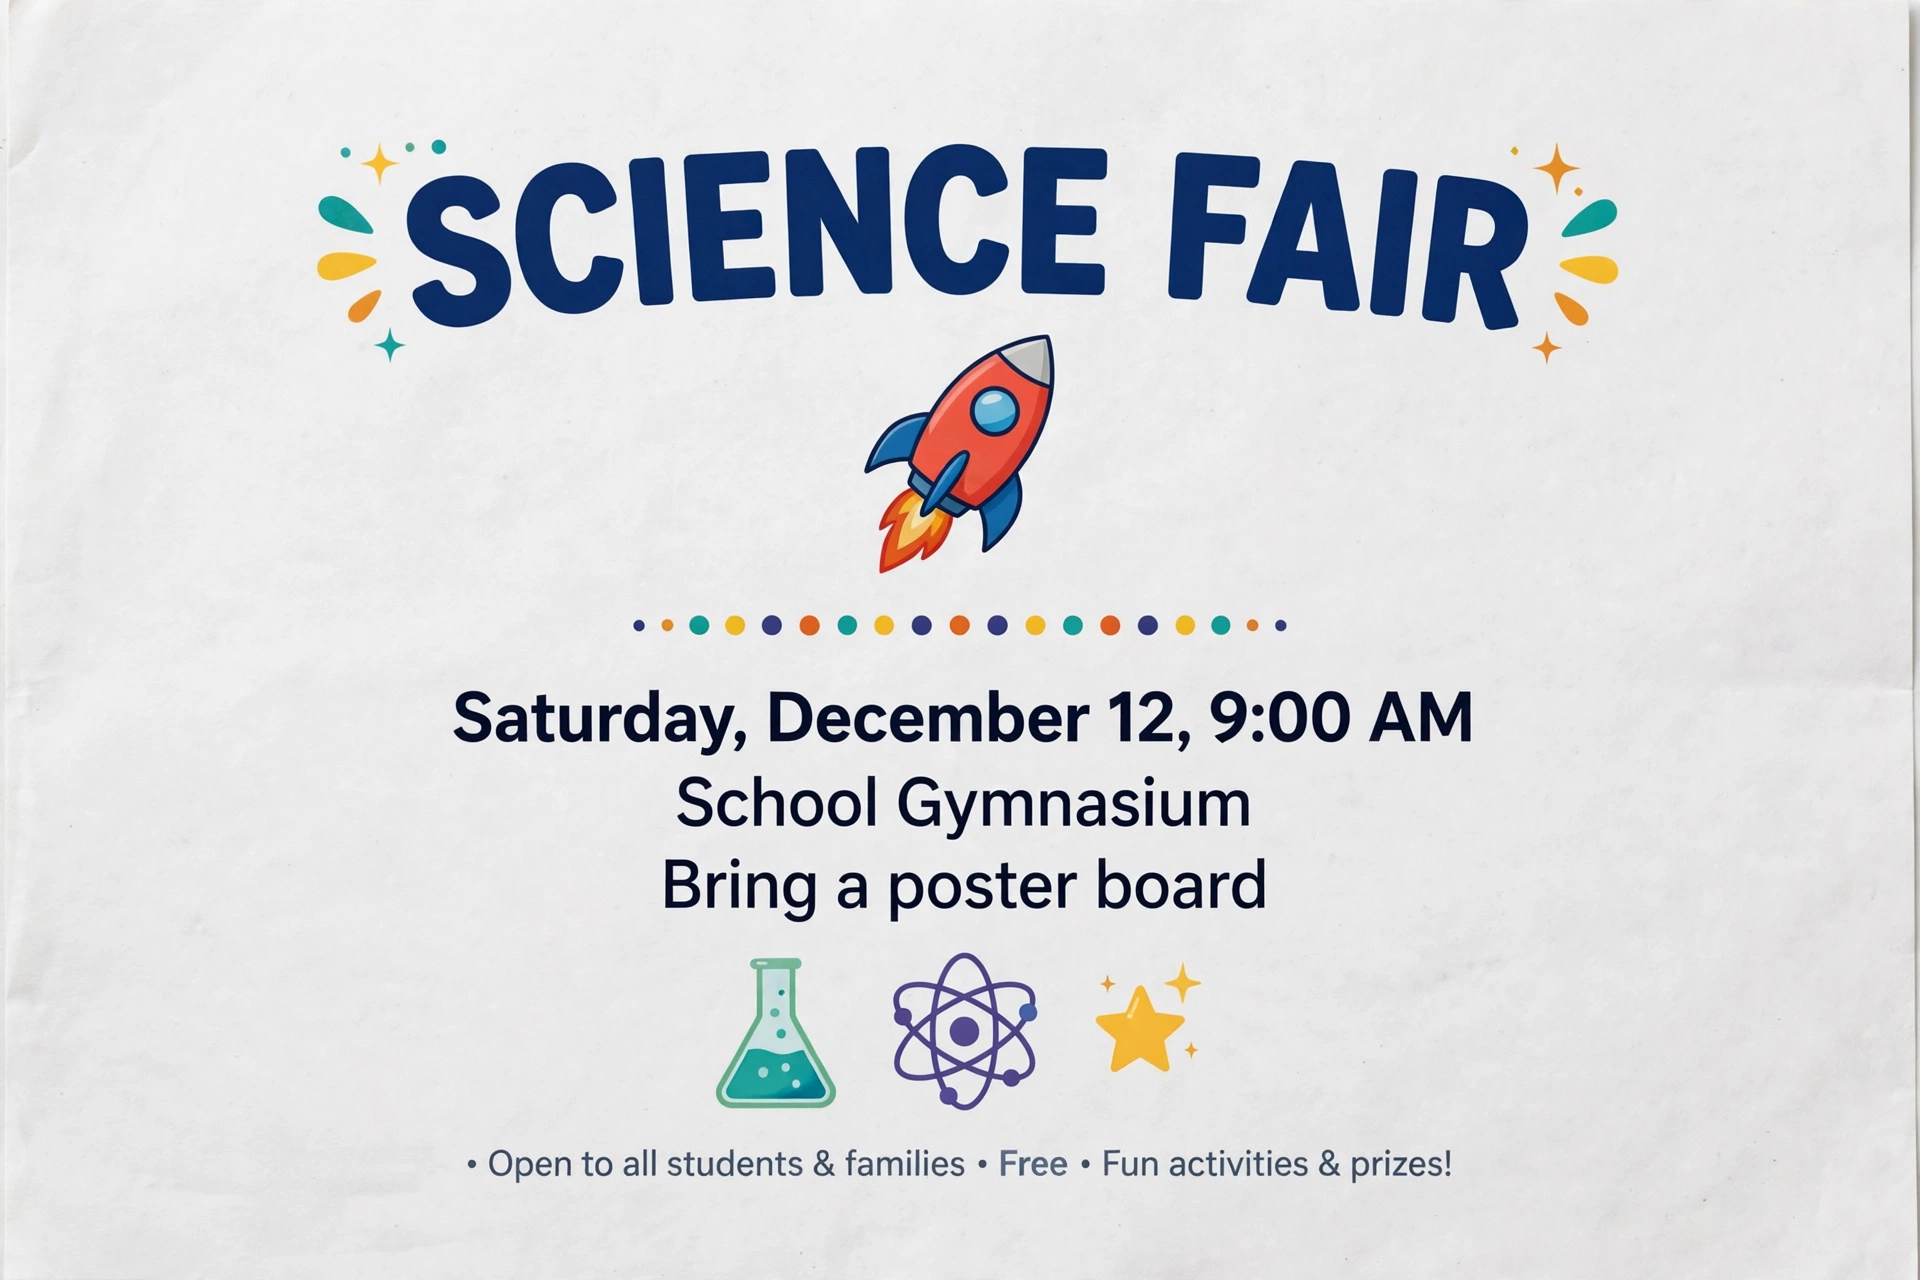 SCIENCE FAIR
Saturday, December 12, 9:00 AM
School Gymnasium
Bring a poster board
• Open to all students & families • Free • Fun activities & prizes!